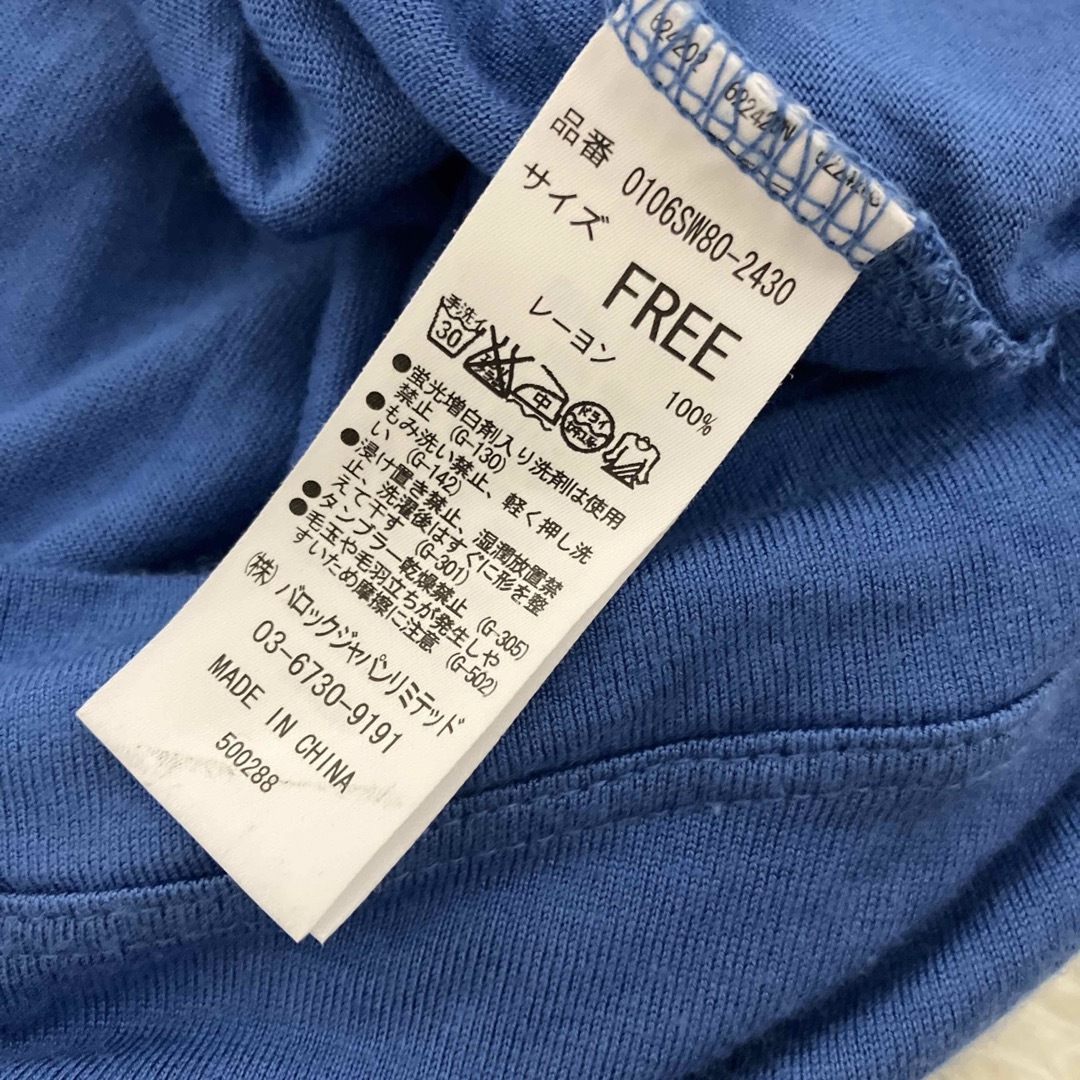 品番 0106SW80-2430
サイズ
FREE
レーヨン 100%
手洗イ
30
中
ドライ
●蛍光増白剤入り洗剤は使用
禁止 (G-130)
●もみ洗い禁止、軽く押し洗
い (G-142)
●浸け置き禁止、湿潤放置禁
止、洗濯後はすぐに形を整
えて干す (G-301)
●タンブラー乾燥禁止 (G-305)
●毛玉や毛羽立ちが発生しや
すいため摩擦に注意 (G-502)
(株) バロックジャパンリミテッド
03-6730-9191
MADE IN CHINA
500288